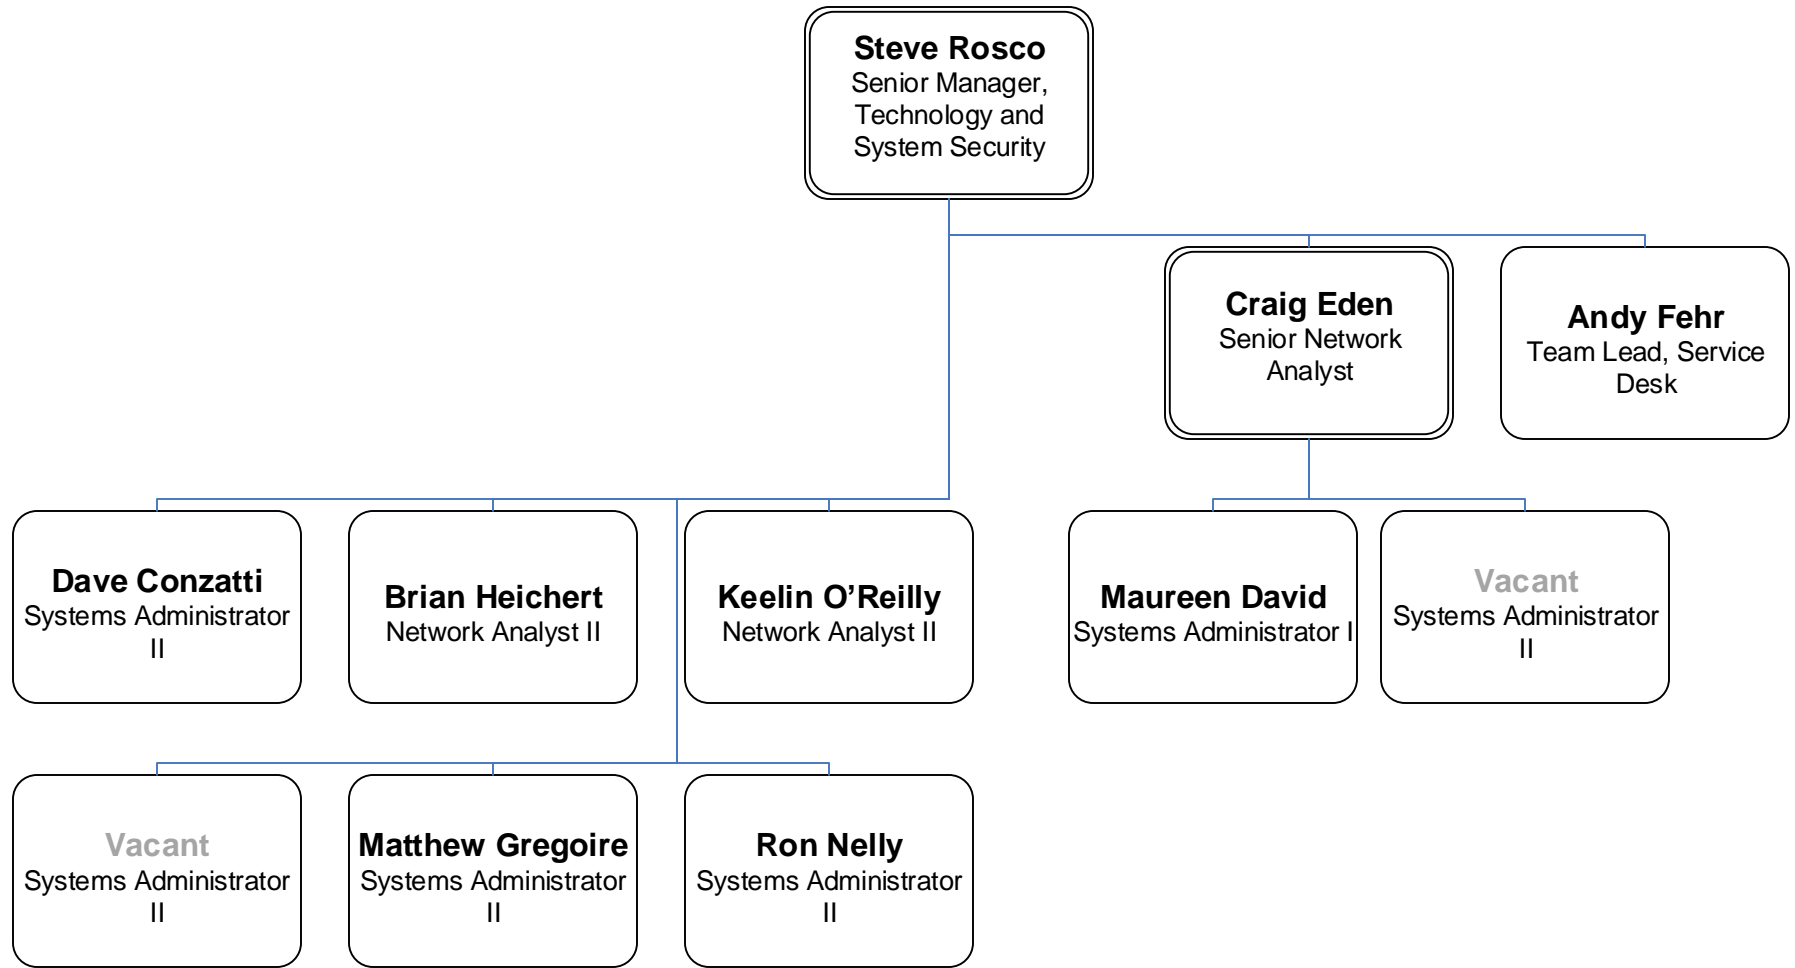 Steve Rosco
Senior Manager,
Technology and
System Security
Craig Eden
Senior Network
Analyst
Andy Fehr
Team Lead, Service
Desk
Dave Conzatti
Systems Administrator
II
Brian Heichert
Network Analyst II
Keelin O’Reilly
Network Analyst II
Maureen David
Systems Administrator I
Vacant
Systems Administrator
II
Vacant
Systems Administrator
II
Matthew Gregoire
Systems Administrator
II
Ron Nelly
Systems Administrator
II